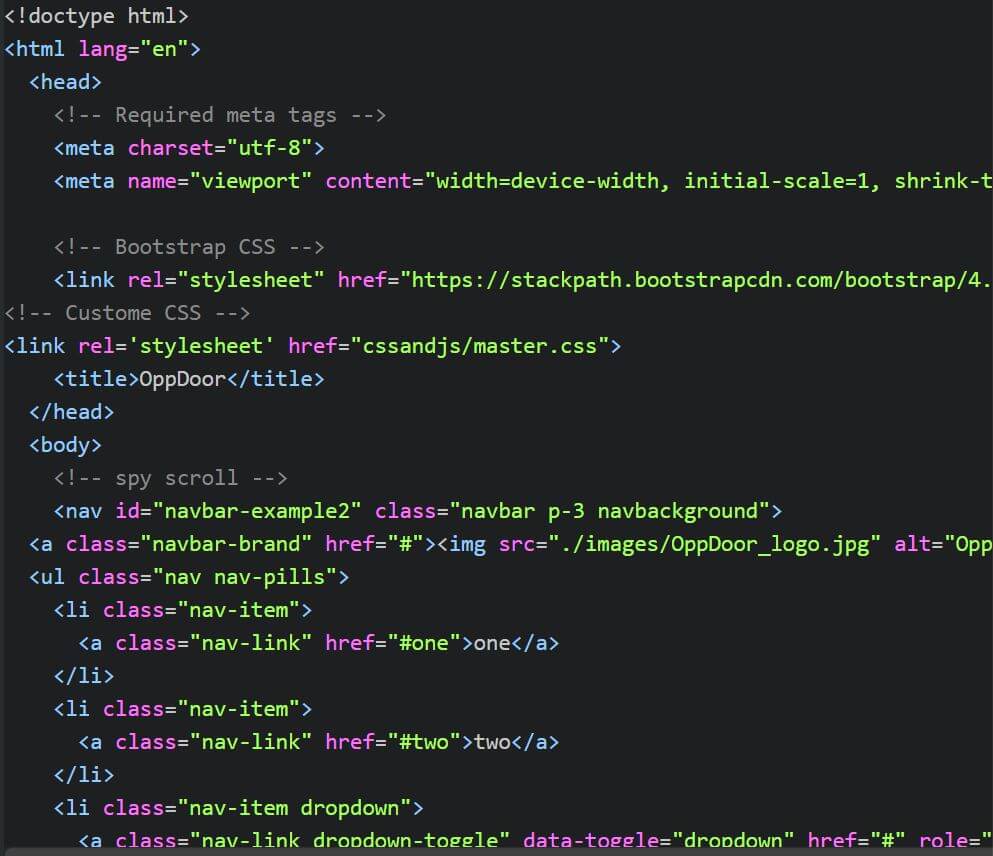 <!doctype html>
<html lang="en">
<head>
<!-- Required meta tags -->
<meta charset="utf-8">
<meta name="viewport" content="width=device-width, initial-scale=1, shrink-t
<!-- Bootstrap CSS -->
<link rel="stylesheet" href="https://stackpath.bootstrapcdn.com/bootstrap/4.
<!-- Custome CSS -->
<link rel='stylesheet' href="cssandjs/master.css">
<title>OppDoor</title>
</head>
<body>
<!-- spy scroll -->
<nav id="navbar-example2" class="navbar p-3 navbackground">
<a class="navbar-brand" href="#"><img src="./images/OppDoor_logo.jpg" alt="Opp
<ul class="nav nav-pills">
<li class="nav-item">
<a class="nav-link" href="#one">one</a>
</li>
<li class="nav-item">
<a class="nav-link" href="#two">two</a>
</li>
<li class="nav-item dropdown">
<a class="nav-link dropdown-toggle" data-toggle="dropdown" href="#" role="